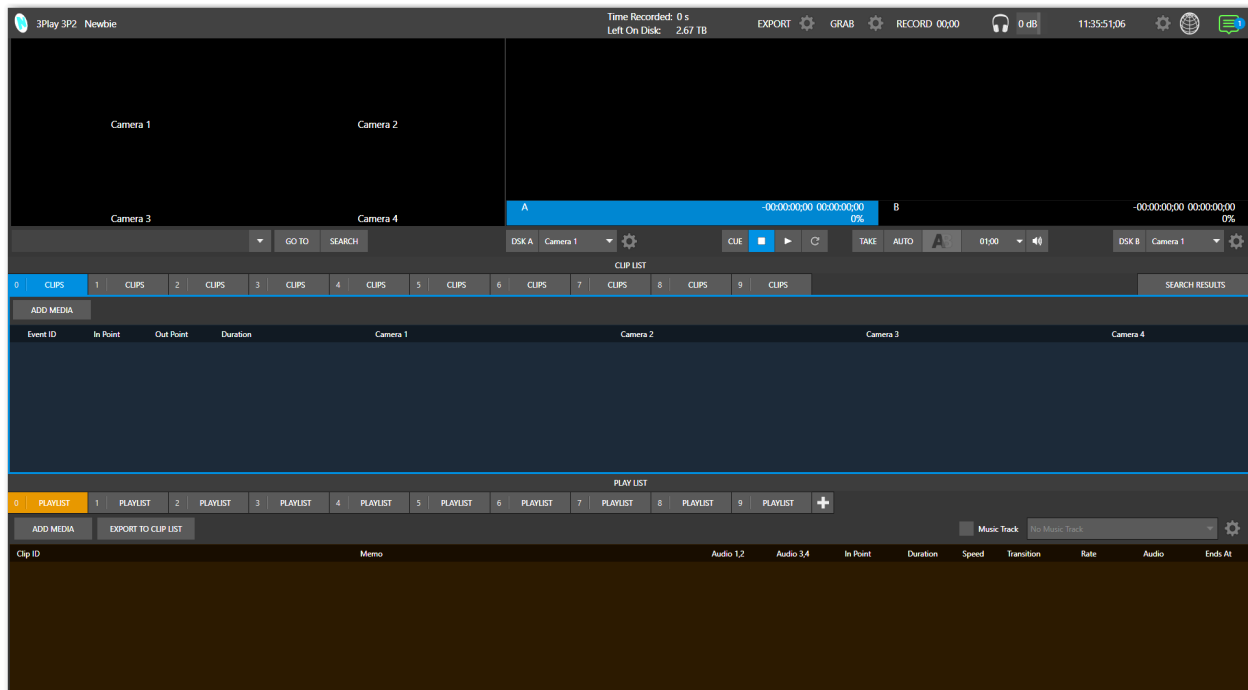 3Play 3P2 Newbie
Time Recorded: 0 s
Left On Disk: 2.67 TB
EXPORT GRAB RECORD 00;00 0 dB 11:35:51;06 1
Camera 1 Camera 2
Camera 3 Camera 4
A -00:00:00;00 00:00:00;00
0%
B -00:00:00;00 00:00:00;00
0%
GO TO SEARCH DSK A Camera 1 CUE TAKE AUTO AB 01;00 DSK B Camera 1
CLIP LIST
0 CLIPS 1 CLIPS 2 CLIPS 3 CLIPS 4 CLIPS 5 CLIPS 6 CLIPS 7 CLIPS 8 CLIPS 9 CLIPS SEARCH RESULTS
ADD MEDIA
Event ID In Point Out Point Duration Camera 1 Camera 2 Camera 3 Camera 4
PLAY LIST
0 PLAYLIST 1 PLAYLIST 2 PLAYLIST 3 PLAYLIST 4 PLAYLIST 5 PLAYLIST 6 PLAYLIST 7 PLAYLIST 8 PLAYLIST 9 PLAYLIST
ADD MEDIA EXPORT TO CLIP LIST Music Track No Music Track
Clip ID Memo Audio 1,2 Audio 3,4 In Point Duration Speed Transition Rate Audio Ends At